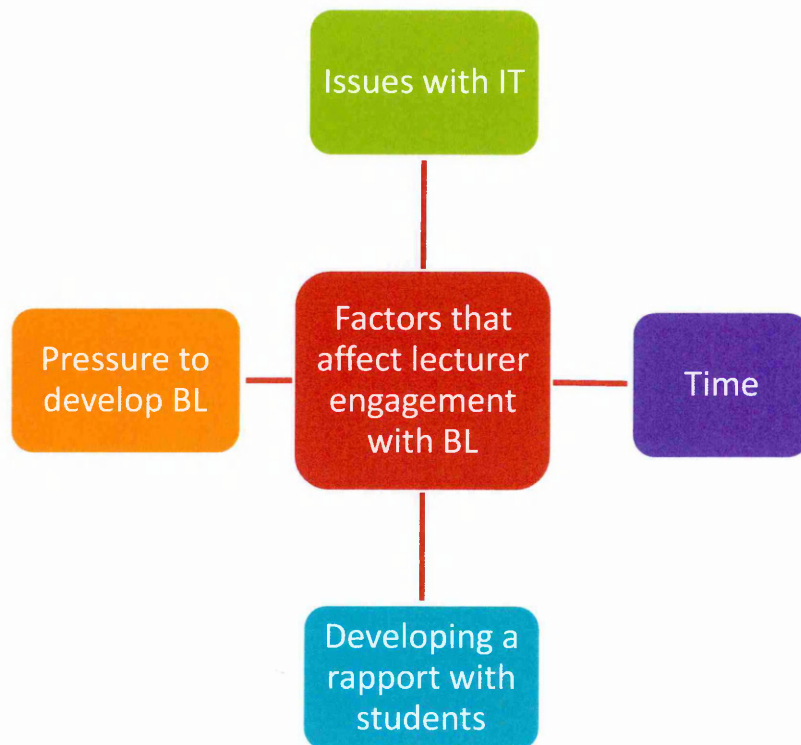 Issues with IT
Pressure to
develop BL
Factors that
affect lecturer
engagement
with BL
Time
Developing a
rapport with
students